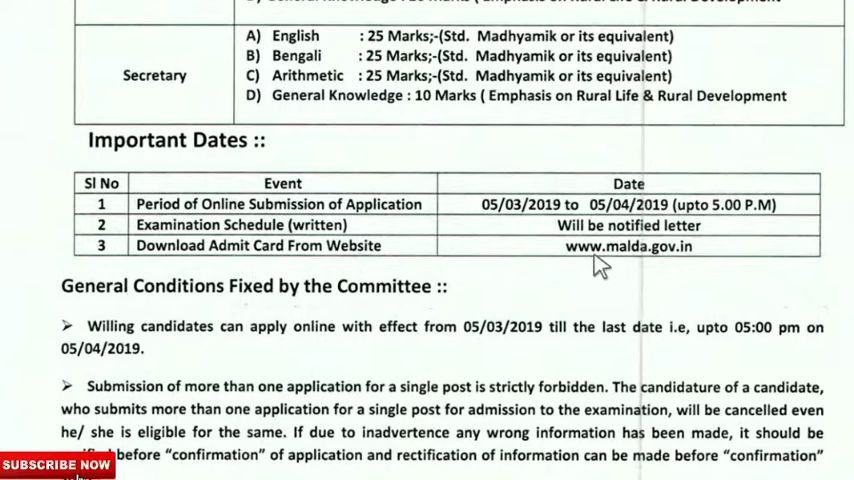 A) English : 25 Marks;-(Std. Madhyamik or its equivalent)
B) Bengali : 25 Marks;-(Std. Madhyamik or its equivalent)
Secretary
C) Arithmetic : 25 Marks;-(Std. Madhyamik or its equivalent)
D) General Knowledge : 10 Marks ( Emphasis on Rural Life & Rural Development
Important Dates ::
Sl No Event Date
1 Period of Online Submission of Application 05/03/2019 to 05/04/2019 (upto 5.00 P.M)
2 Examination Schedule (written) Will be notified letter
3 Download Admit Card From Website www.malda.gov.in
General Conditions Fixed by the Committee ::
➢ Willing candidates can apply online with effect from 05/03/2019 till the last date i.e, upto 05:00 pm on
05/04/2019.
➢ Submission of more than one application for a single post is strictly forbidden. The candidature of a candidate,
who submits more than one application for a single post for admission to the examination, will be cancelled even
he/ she is eligible for the same. If due to inadvertence any wrong information has been made, it should be
before “confirmation” of application and rectification of information can be made before “confirmation”
SUBSCRIBE NOW